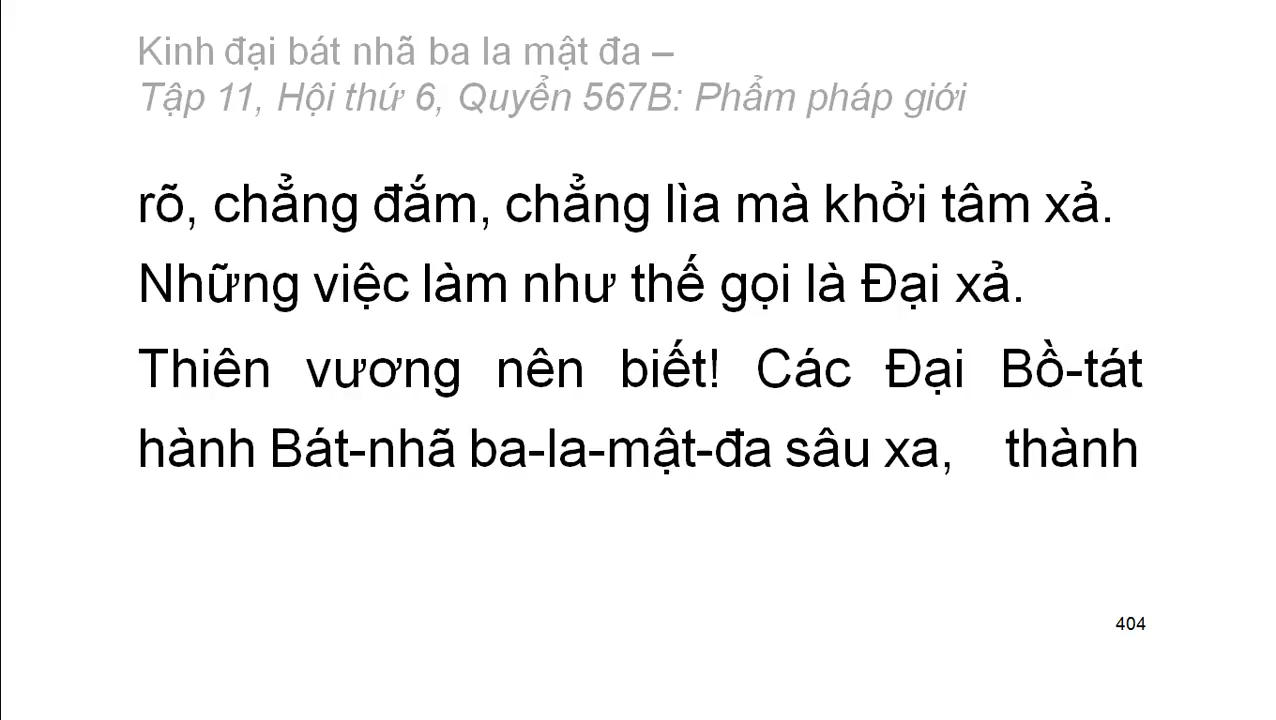 Kinh đại bát nhã ba la mật đa –
Tập 11, Hội thứ 6, Quyển 567B: Phẩm pháp giới
rõ, chẳng đắm, chẳng lìa mà khởi tâm xả.
Những việc làm như thế gọi là Đại xả.
Thiên vương nên biết! Các Đại Bồ-tát
hành Bát-nhã ba-la-mật-đa sâu xa, thành
404